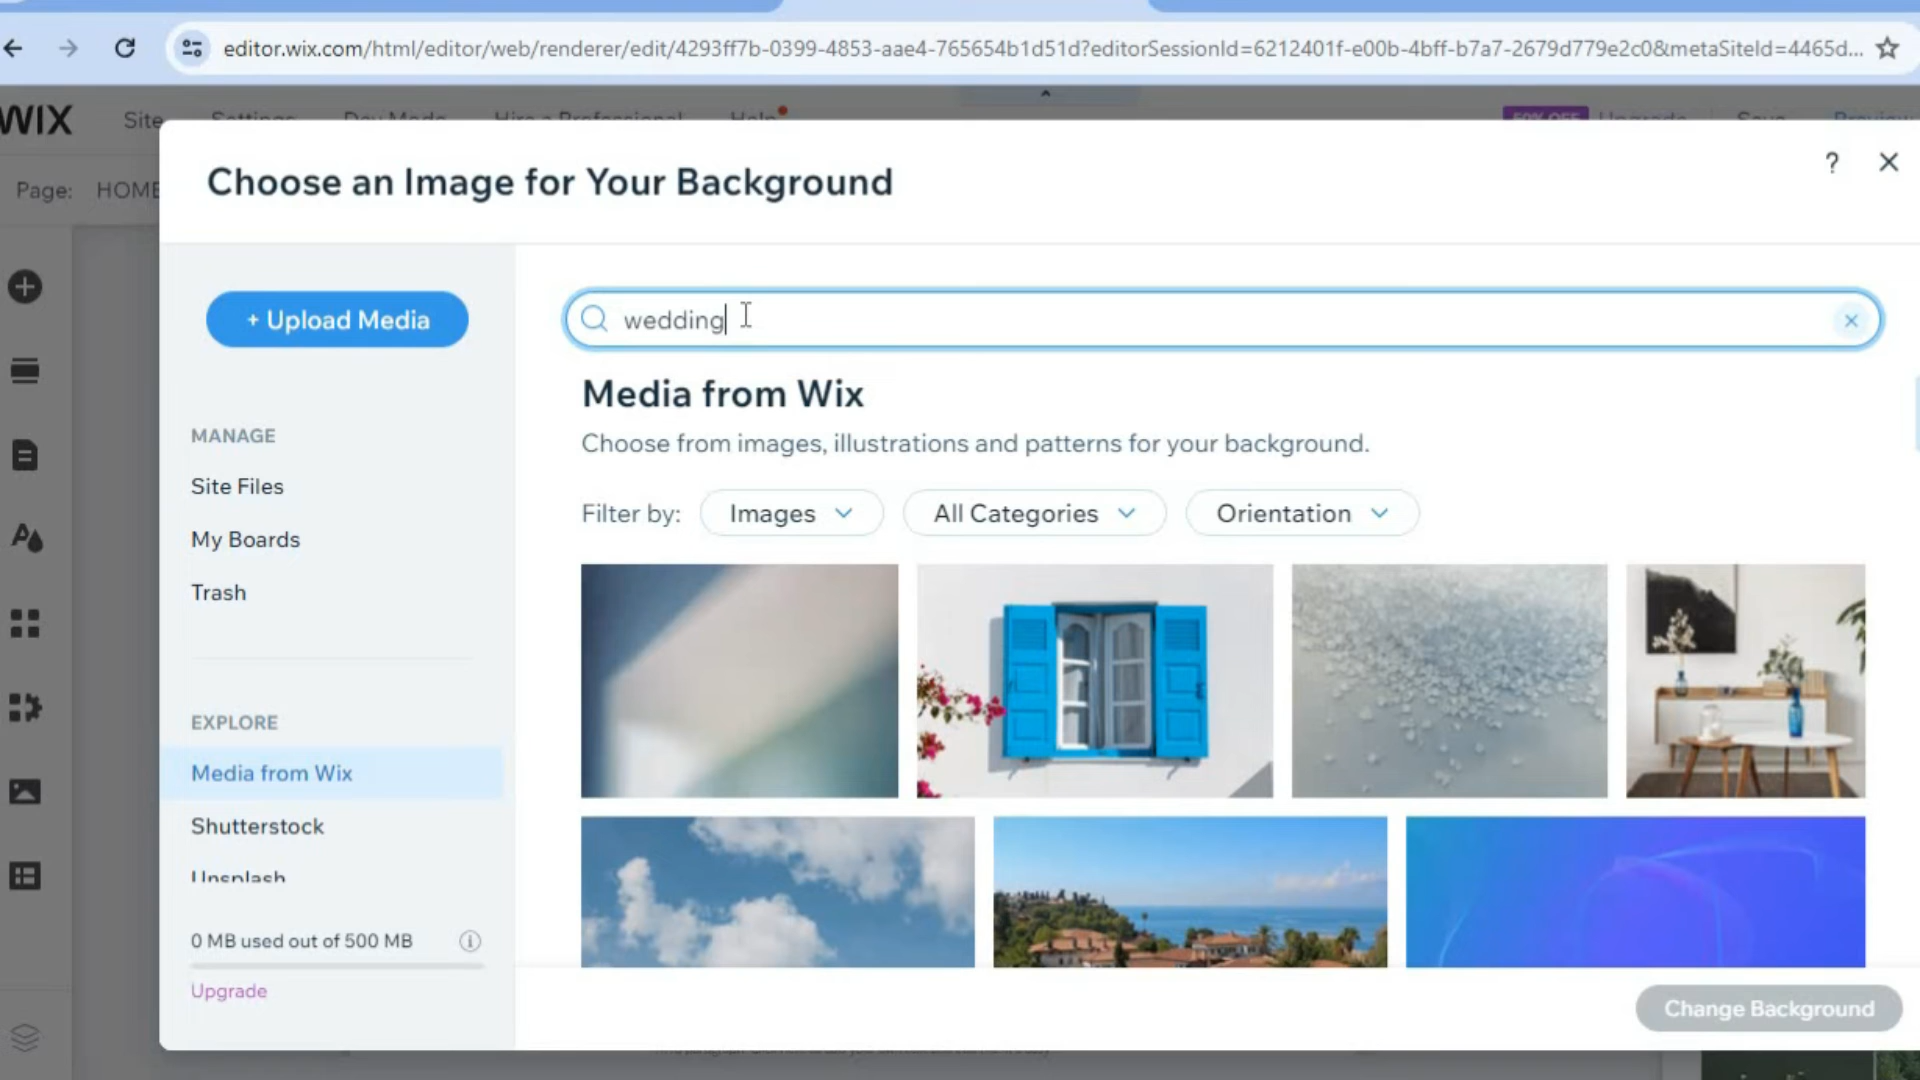 editor.wix.com/html/editor/web/renderer/edit/4293ff7b-0399-4853-aae4-765654b1d51d?editorSessionId=6212401f-e00b-4bff-b7a7-2679d779e2c0&metaSiteId=4465d...
WIX Site Settings Dev Mode Hire a Professional Help 50% OFF Upgrade Save Preview
Page: HOME
Choose an Image for Your Background
?
+ Upload Media
wedding
MANAGE
Site Files
My Boards
Trash
EXPLORE
Media from Wix
Shutterstock
Unsplash
0 MB used out of 500 MB
Upgrade
Media from Wix
Choose from images, illustrations and patterns for your background.
Filter by: Images All Categories Orientation
Change Background